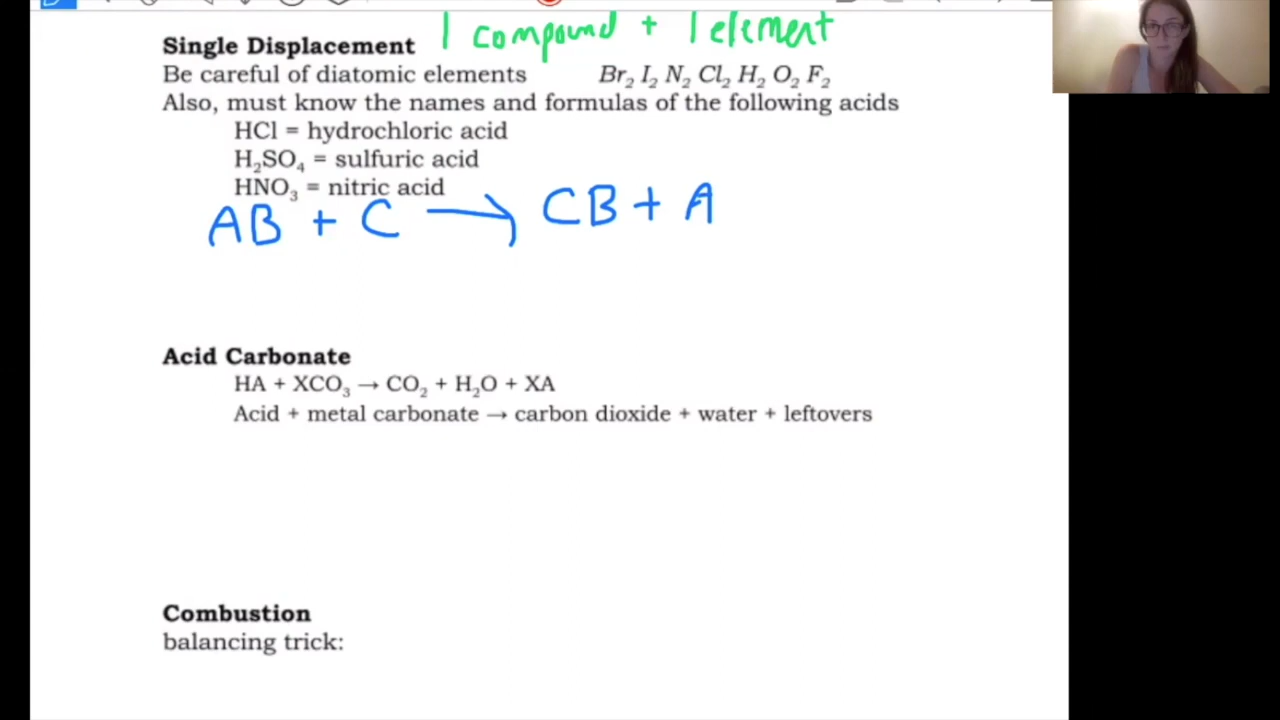 Single Displacement 1 compound + 1 element
Be careful of diatomic elements Br₂ I₂ N₂ Cl₂ H₂ O₂ F₂
Also, must know the names and formulas of the following acids
HCl = hydrochloric acid
H₂SO₄ = sulfuric acid
HNO₃ = nitric acid
AB + C → CB + A
Acid Carbonate
HA + XCO₃ → CO₂ + H₂O + XA
Acid + metal carbonate → carbon dioxide + water + leftovers
Combustion
balancing trick: